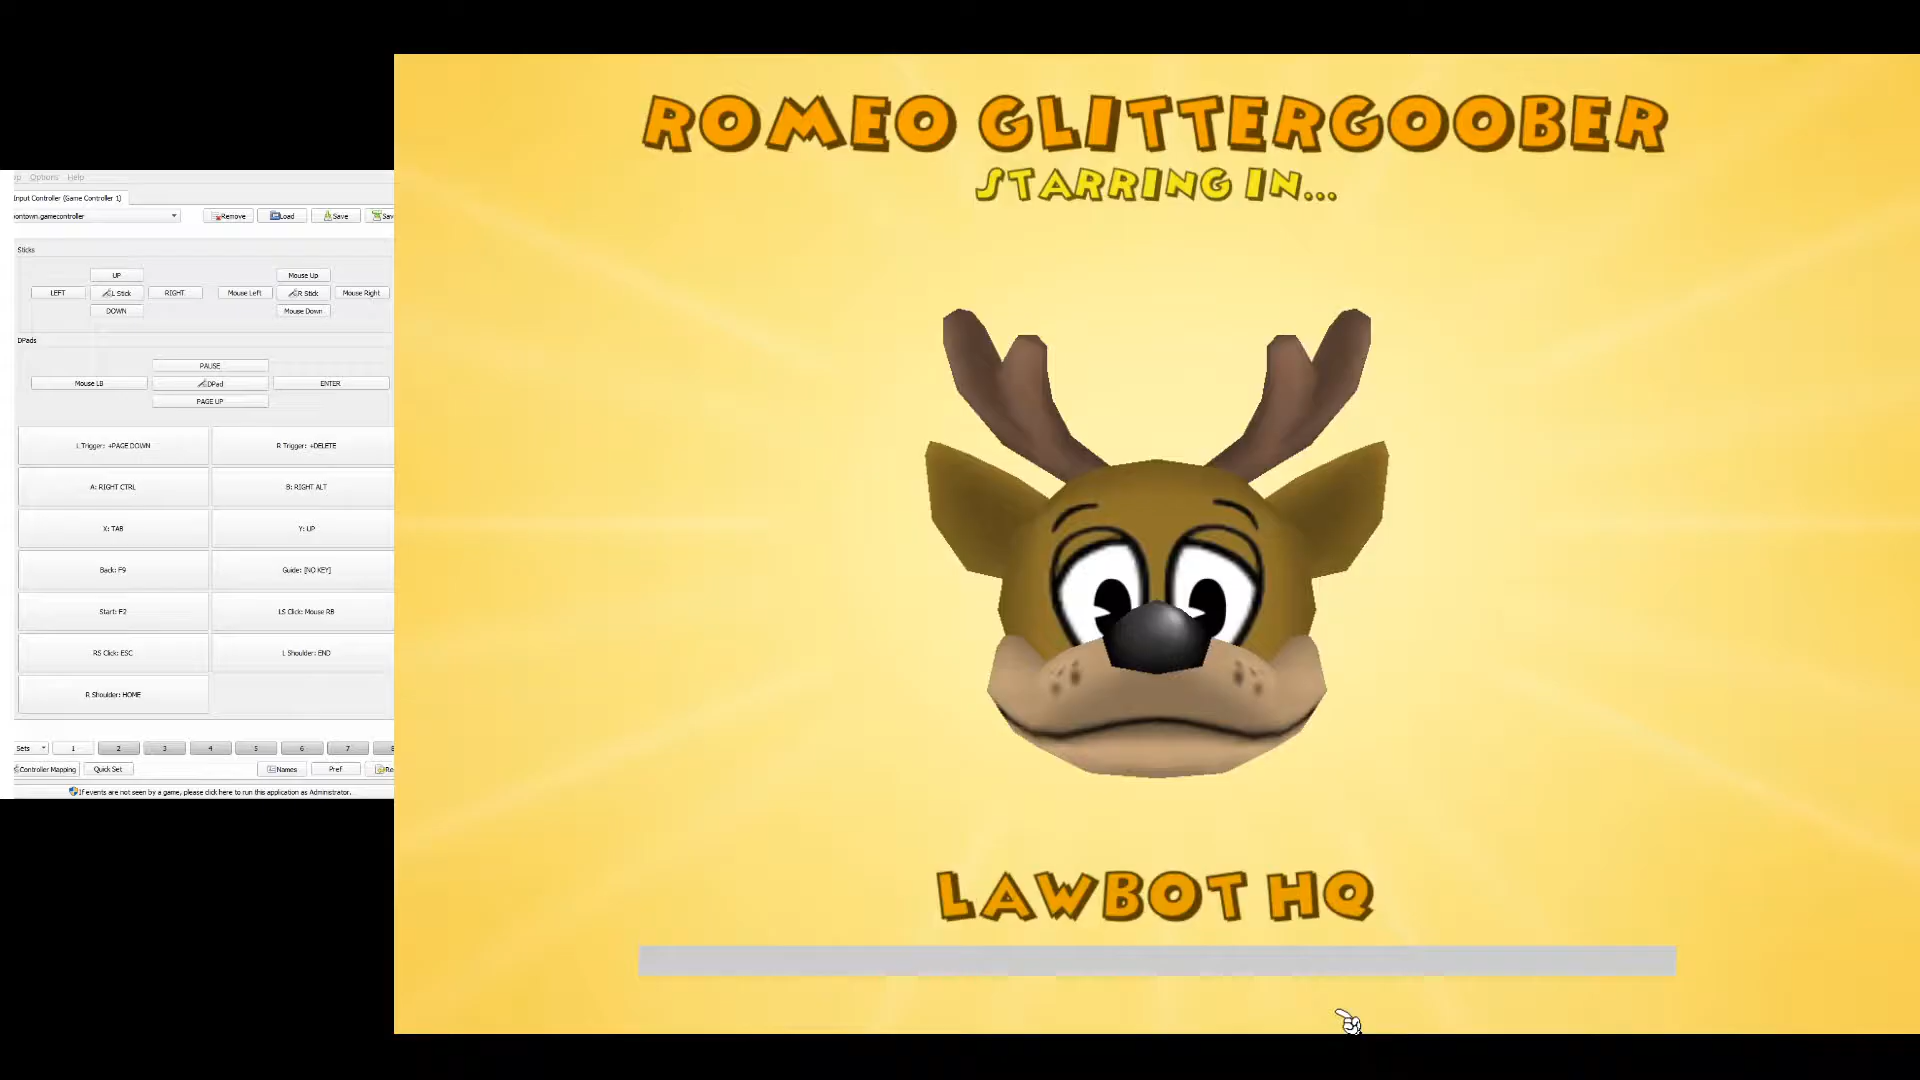 ROMEO GLITTERGOOBER
STARRING IN...
LAWBOT HQ
Options Help
Input Controller (Game Controller 1)
ontown.gamecontroller Remove Load Save
Sticks
UP Mouse Up
LEFT L Stick RIGHT Mouse Left R Stick Mouse Right
DOWN Mouse Down
DPads
PAUSE
Mouse LB DPad ENTER
PAGE UP
L Trigger: +PAGE DOWN R Trigger: +DELETE
A: RIGHT CTRL B: RIGHT ALT
X: TAB Y: UP
Back: F9 Guide: [NO KEY]
Start: F2 LS Click: Mouse RB
RS Click: ESC L Shoulder: END
R Shoulder: HOME
Sets 1 2 3 4 5 6 7 8
Controller Mapping Quick Set Names Pref
If events are not seen by a game, please click here to run this application as Administrator.